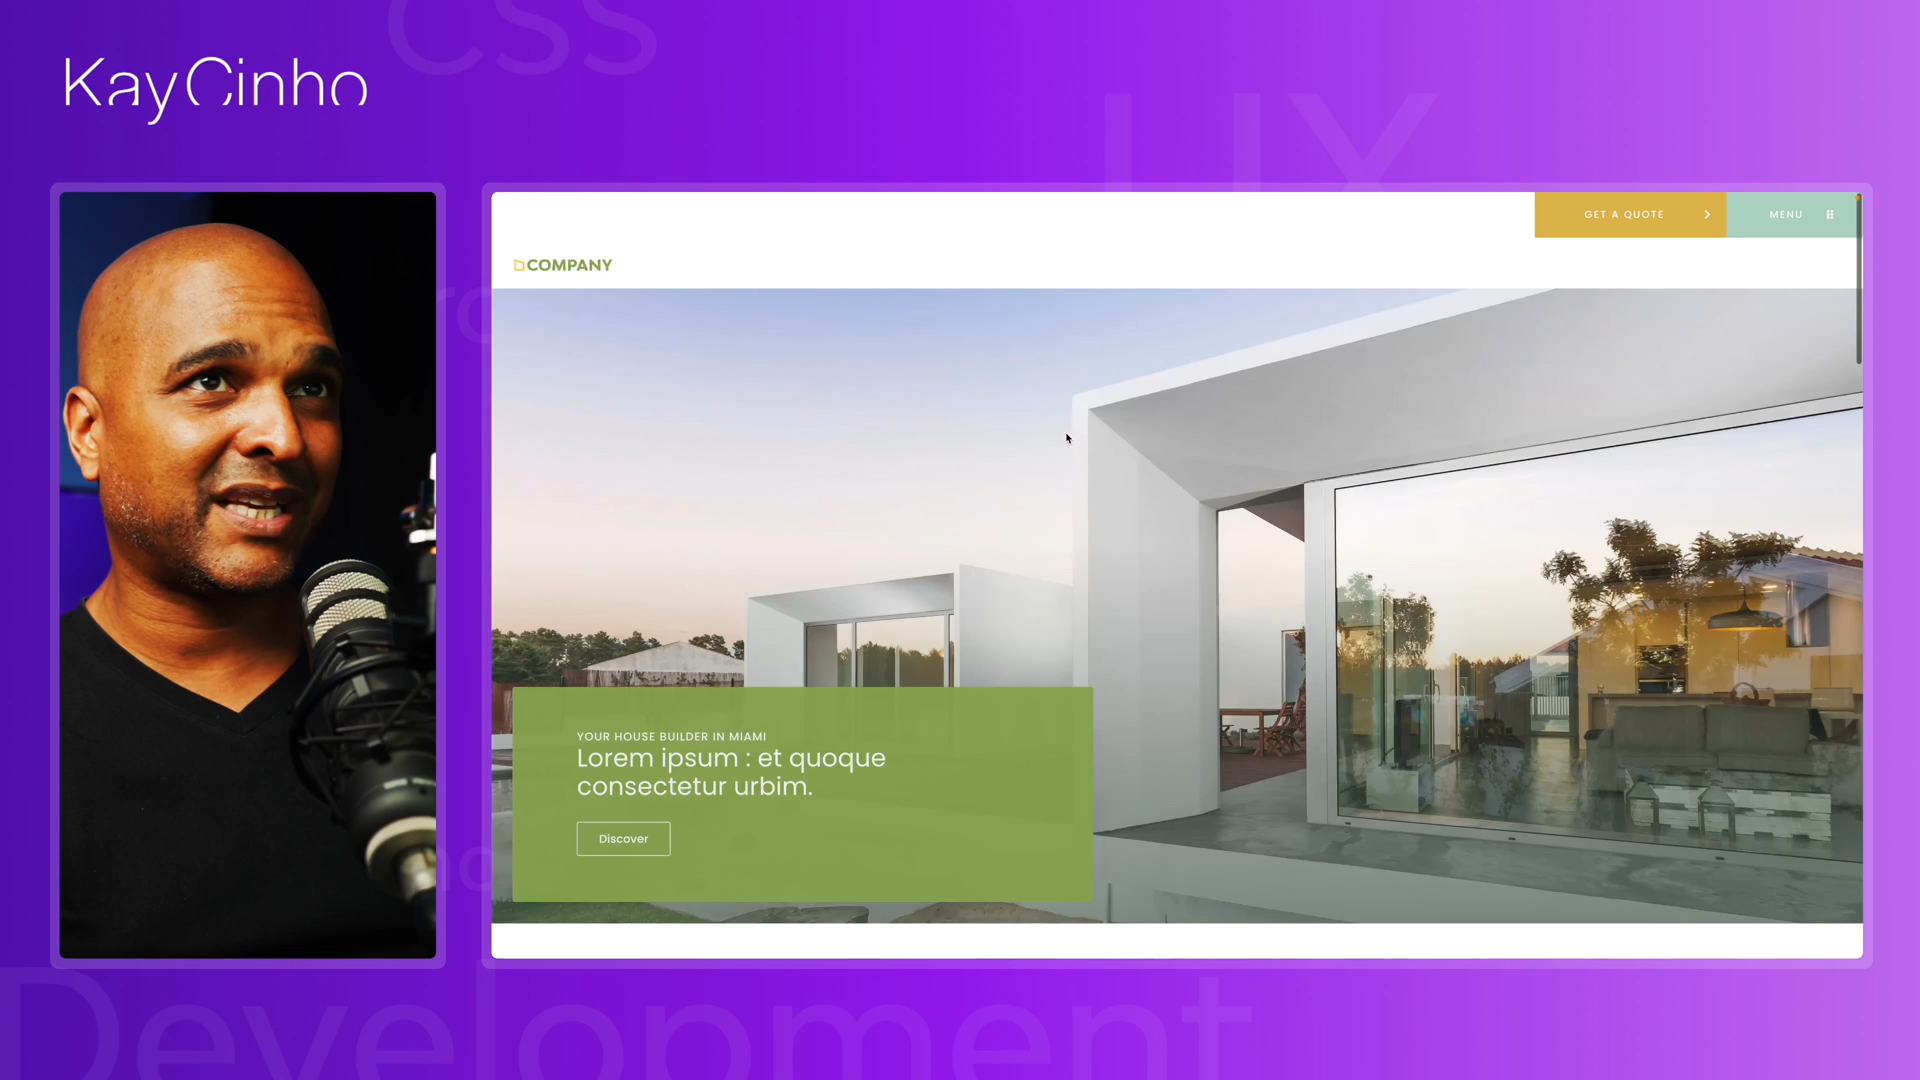 CSS
KayCinho
UX
GET A QUOTE
MENU
COMPANY
YOUR HOUSE BUILDER IN MIAMI
Lorem ipsum : et quoque
consectetur urbim.
Discover
Development